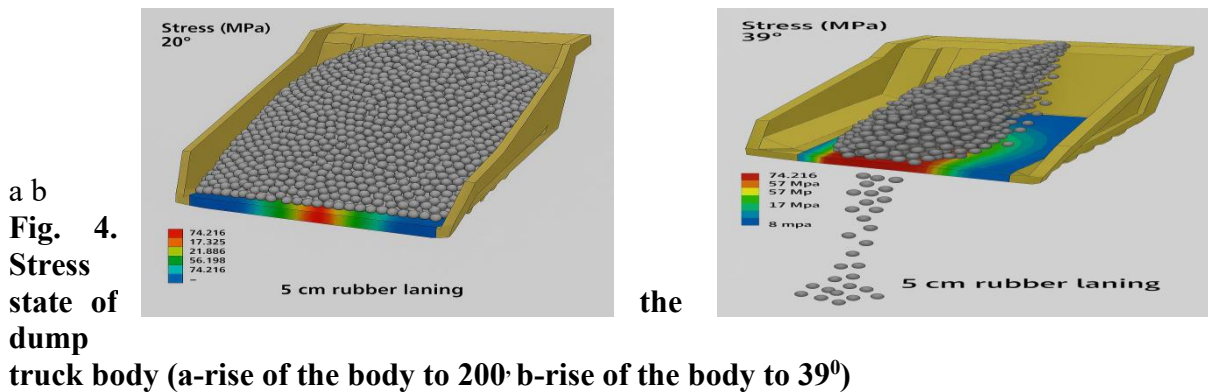 Stress (MPa)
20°
74.216
17.325
21.886
56.198
74.216
–
5 cm rubber laning
Stress (MPa)
39°
74.216
57 Mpa
57 Mp
17 Mpa
8 mpa
5 cm rubber laning
a b
Fig. 4.
Stress
state of the
dump
truck body (a-rise of the body to 20⁰, b-rise of the body to 39⁰)